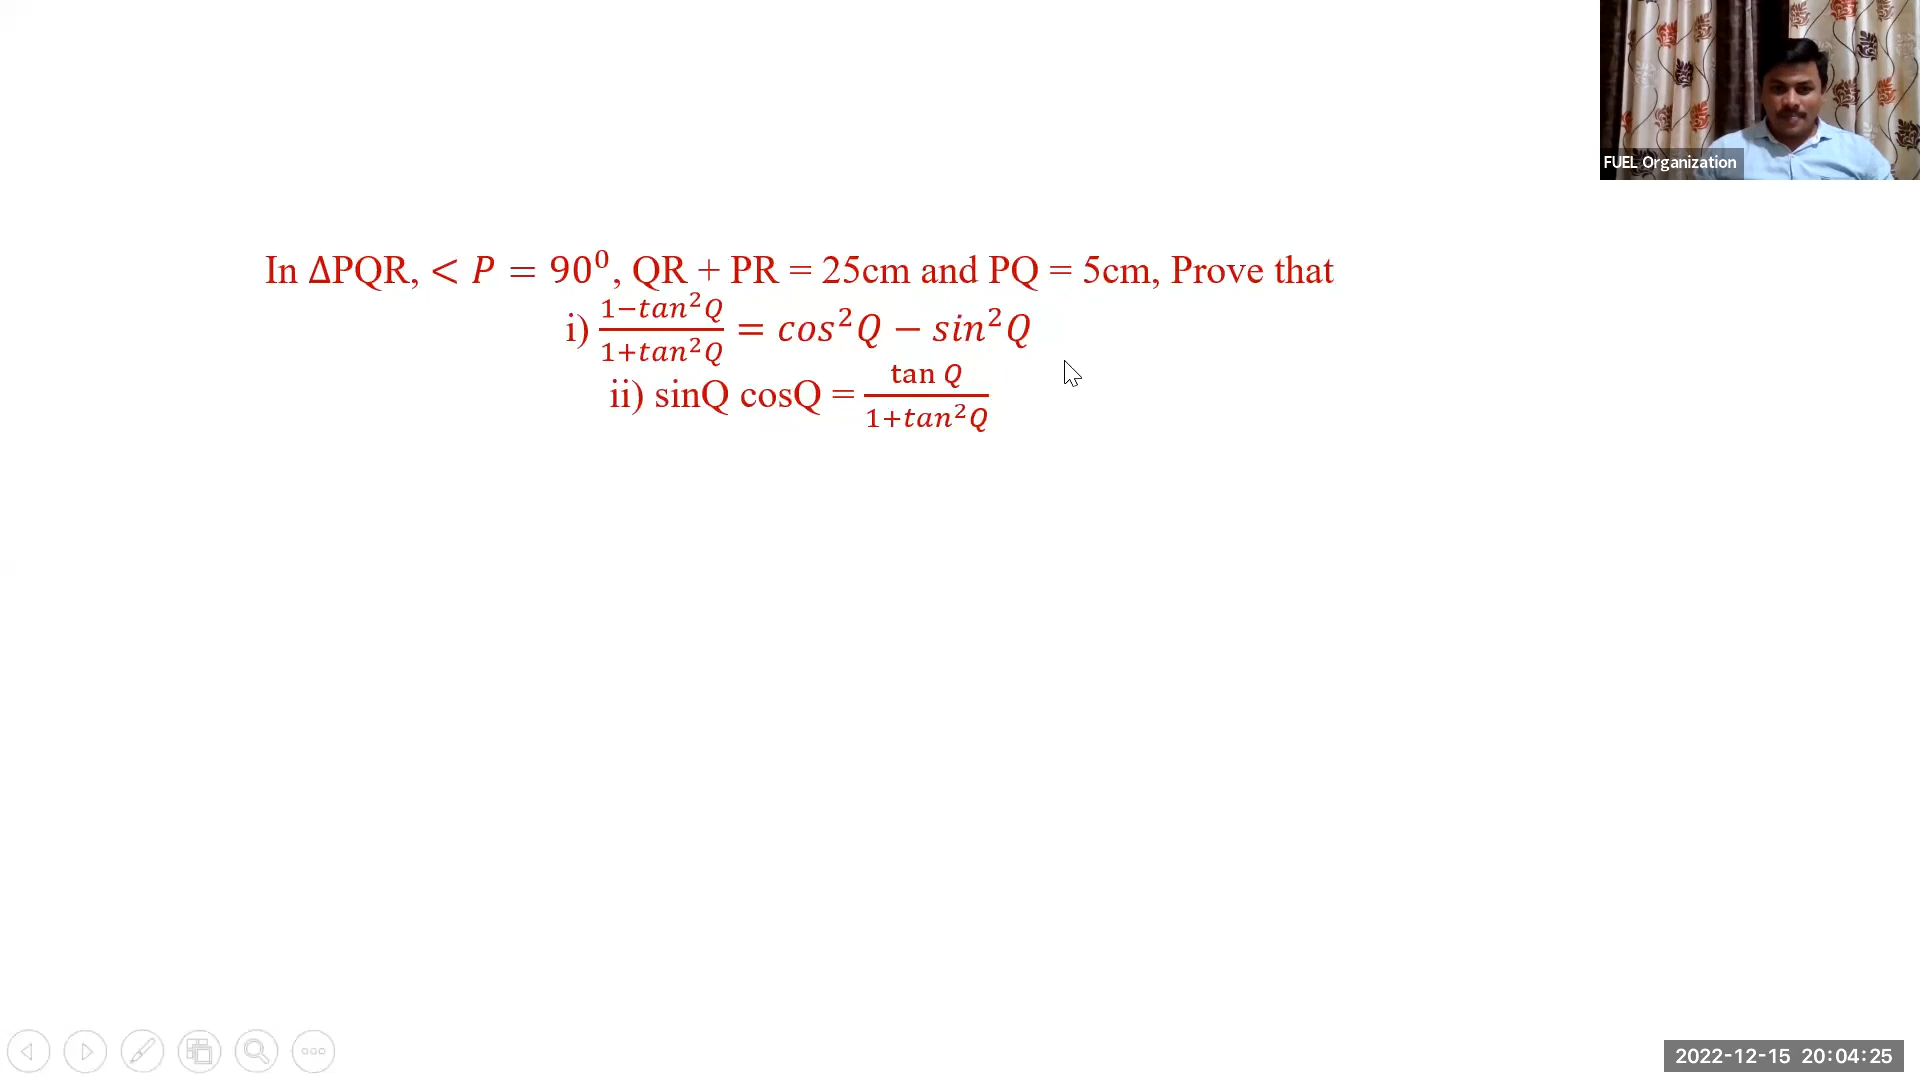 FUEL Organization
In ∆PQR, < P = 90⁰, QR + PR = 25cm and PQ = 5cm, Prove that
i) (1−tan²Q)/(1+tan²Q) = cos²Q − sin²Q
ii) sinQ cosQ = (tan Q)/(1+tan²Q)
2022-12-15 20:04:25